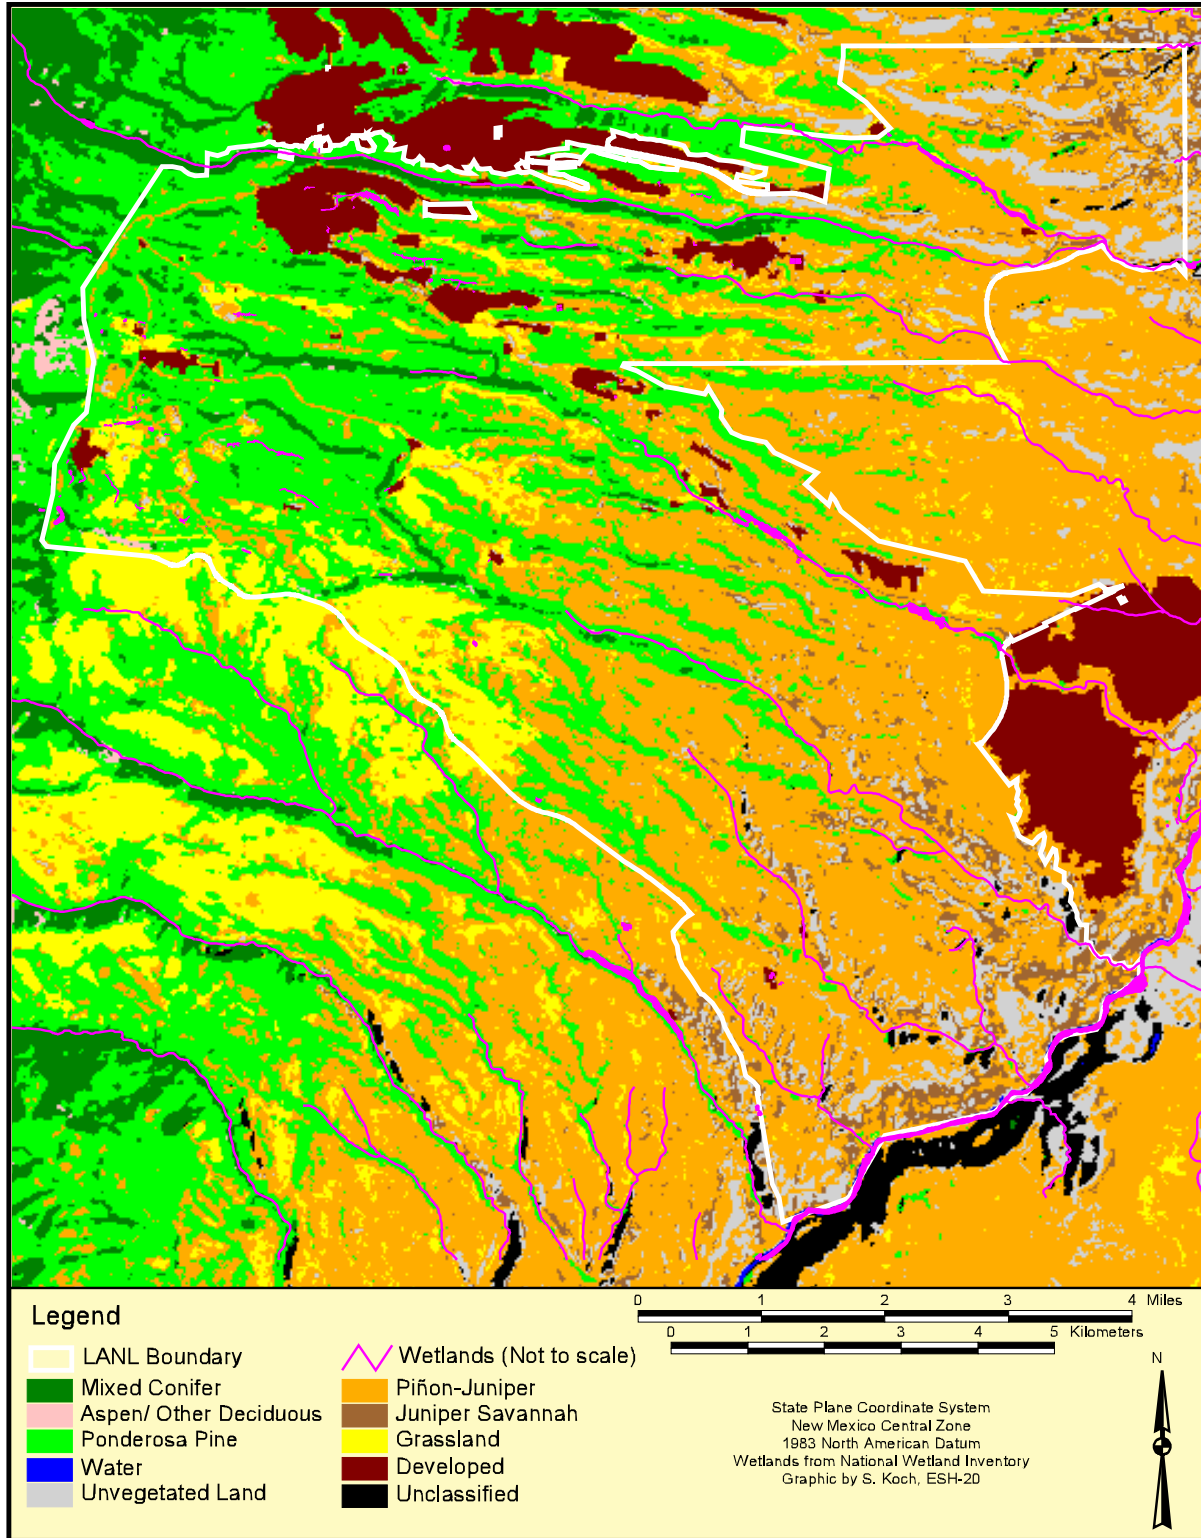 Legend
LANL Boundary
Mixed Conifer
Aspen/ Other Deciduous
Ponderosa Pine
Water
Unvegetated Land
Wetlands (Not to scale)
Piñon-Juniper
Juniper Savannah
Grassland
Developed
Unclassified
0 1 2 3 4 Miles
0 1 2 3 4 5 Kilometers
State Plane Coordinate System
New Mexico Central Zone
1983 North American Datum
Wetlands from National Wetland Inventory
Graphic by S. Koch, ESH-20
N